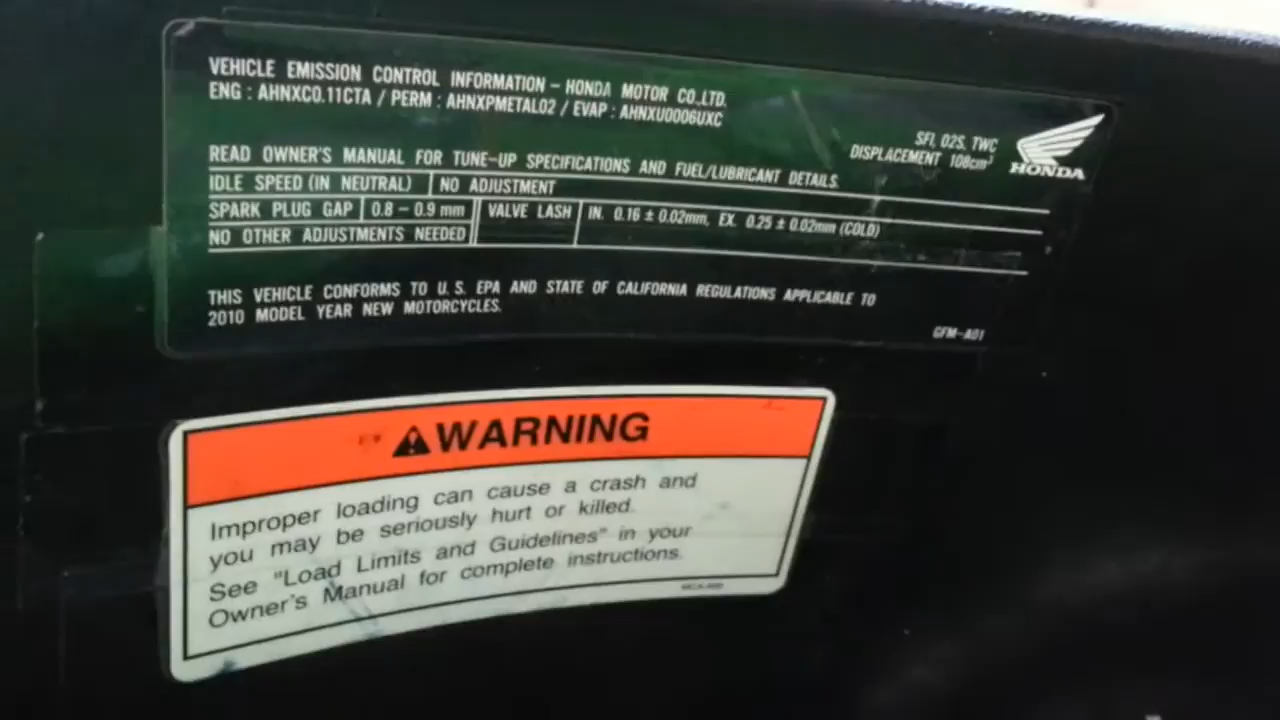 VEHICLE EMISSION CONTROL INFORMATION – HONDA MOTOR CO.,LTD.
ENG : AHNXC0.11CTA / PERM : AHNXPMETAL02 / EVAP : AHNXU0006UXC
SFI, O2S, TWC
DISPLACEMENT 108cm³
HONDA
READ OWNER'S MANUAL FOR TUNE-UP SPECIFICATIONS AND FUEL/LUBRICANT DETAILS.
IDLE SPEED (IN NEUTRAL) NO ADJUSTMENT
SPARK PLUG GAP 0.8 – 0.9 mm VALVE LASH IN. 0.16 ± 0.02mm, EX. 0.25 ± 0.02mm (COLD)
NO OTHER ADJUSTMENTS NEEDED
THIS VEHICLE CONFORMS TO U.S. EPA AND STATE OF CALIFORNIA REGULATIONS APPLICABLE TO
2010 MODEL YEAR NEW MOTORCYCLES.
GFM-A01
WARNING
Improper loading can cause a crash and
you may be seriously hurt or killed.
See "Load Limits and Guidelines" in your
Owner's Manual for complete instructions.